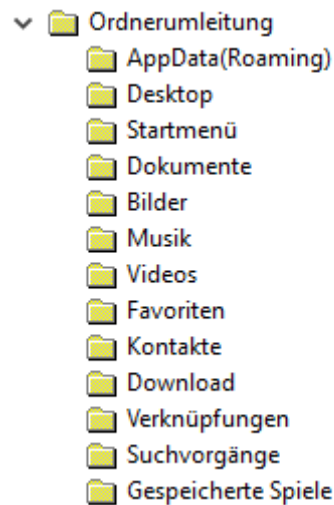 Ordnerumleitung
AppData(Roaming)
Desktop
Startmenü
Dokumente
Bilder
Musik
Videos
Favoriten
Kontakte
Download
Verknüpfungen
Suchvorgänge
Gespeicherte Spiele